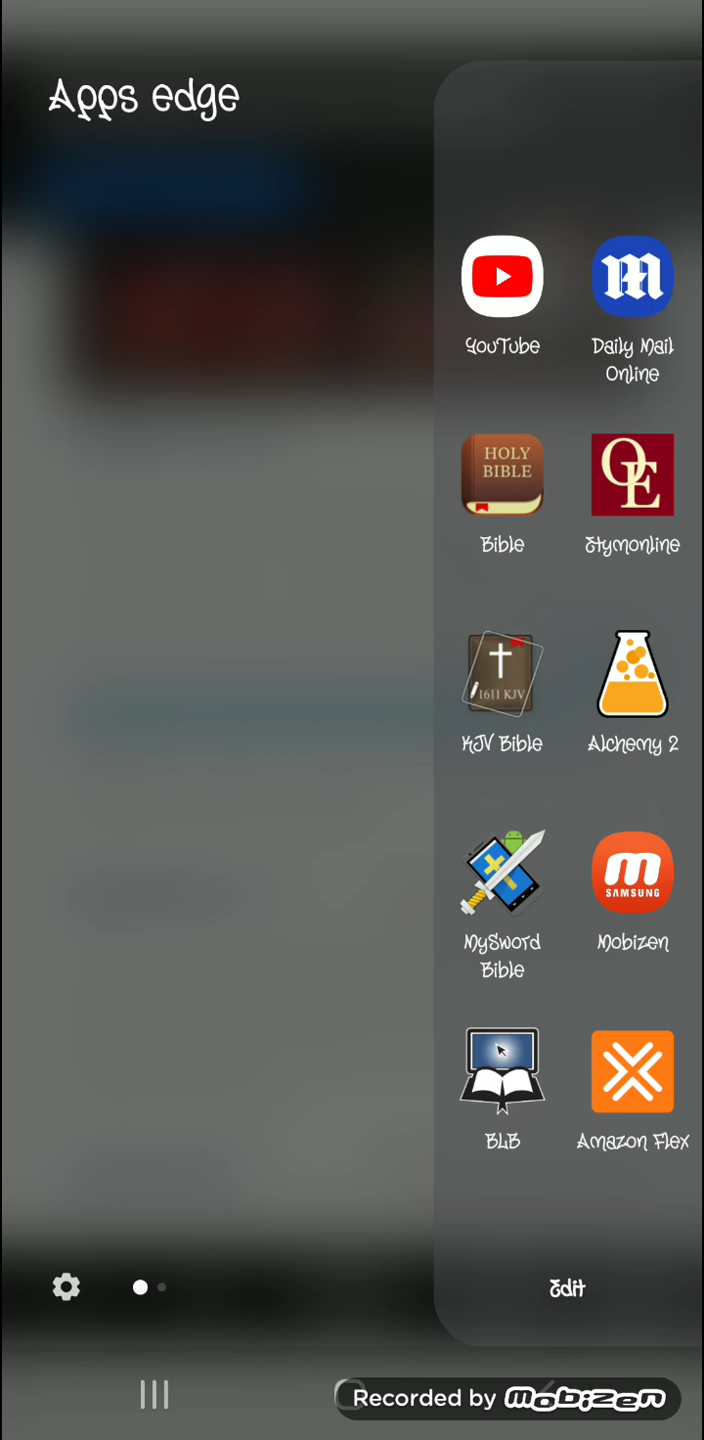 Apps edge
YouTube
Daily Mail
Online
HOLY
BIBLE
Bible
OE
Etymonline
1611 KJV
KJV Bible
Alchemy 2
MySword
Bible
m
SAMSUNG
Mobizen
BLB
Amazon Flex
Edit
Recorded by mobizen